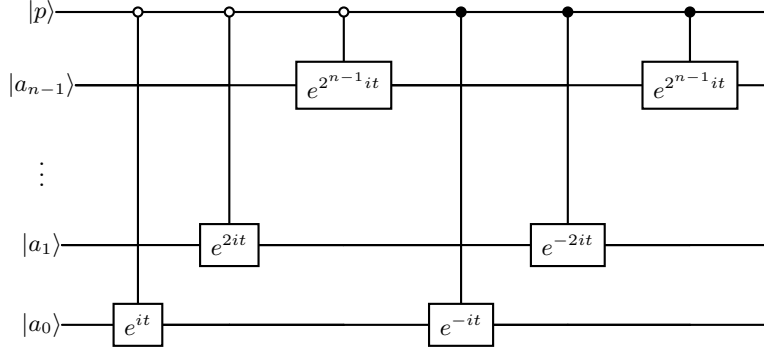 |p⟩
|a_{n-1}⟩ e^{2^{n-1}it} e^{2^{n-1}it}
⋮
|a_1⟩ e^{2it} e^{-2it}
|a_0⟩ e^{it} e^{-it}